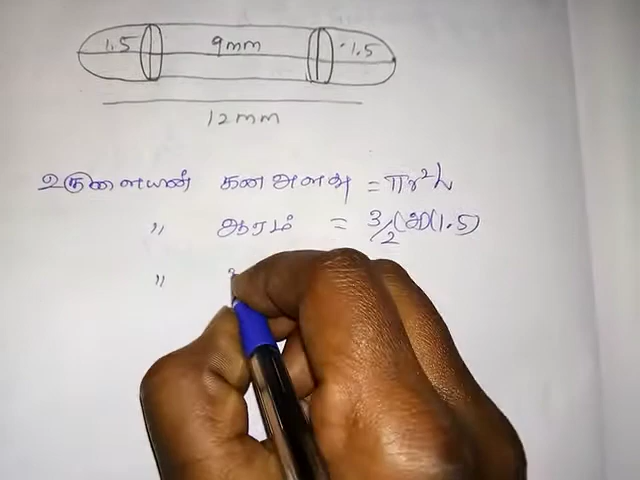 1.5 9mm 1.5
12mm
உருளையின் கன அளவு = πr²h
" ஆரம் = 3/2 (அ) 1.5
"